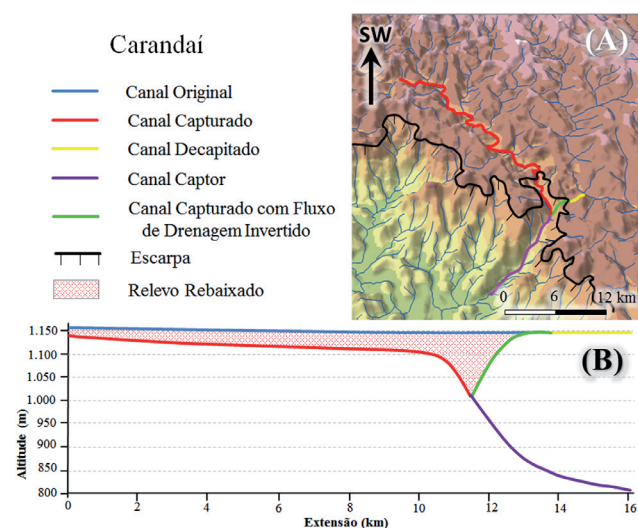 Carandaí
Canal Original
Canal Capturado
Canal Decapitado
Canal Captor
Canal Capturado com Fluxo
de Drenagem Invertido
Escarpa
Relevo Rebaixado
SW
(A)
0 6 12 km
(B)
Altitude (m)
1.150
1.100
1.050
1.000
950
900
850
800
0 2 4 6 8 10 12 14 16
Extensão (km)